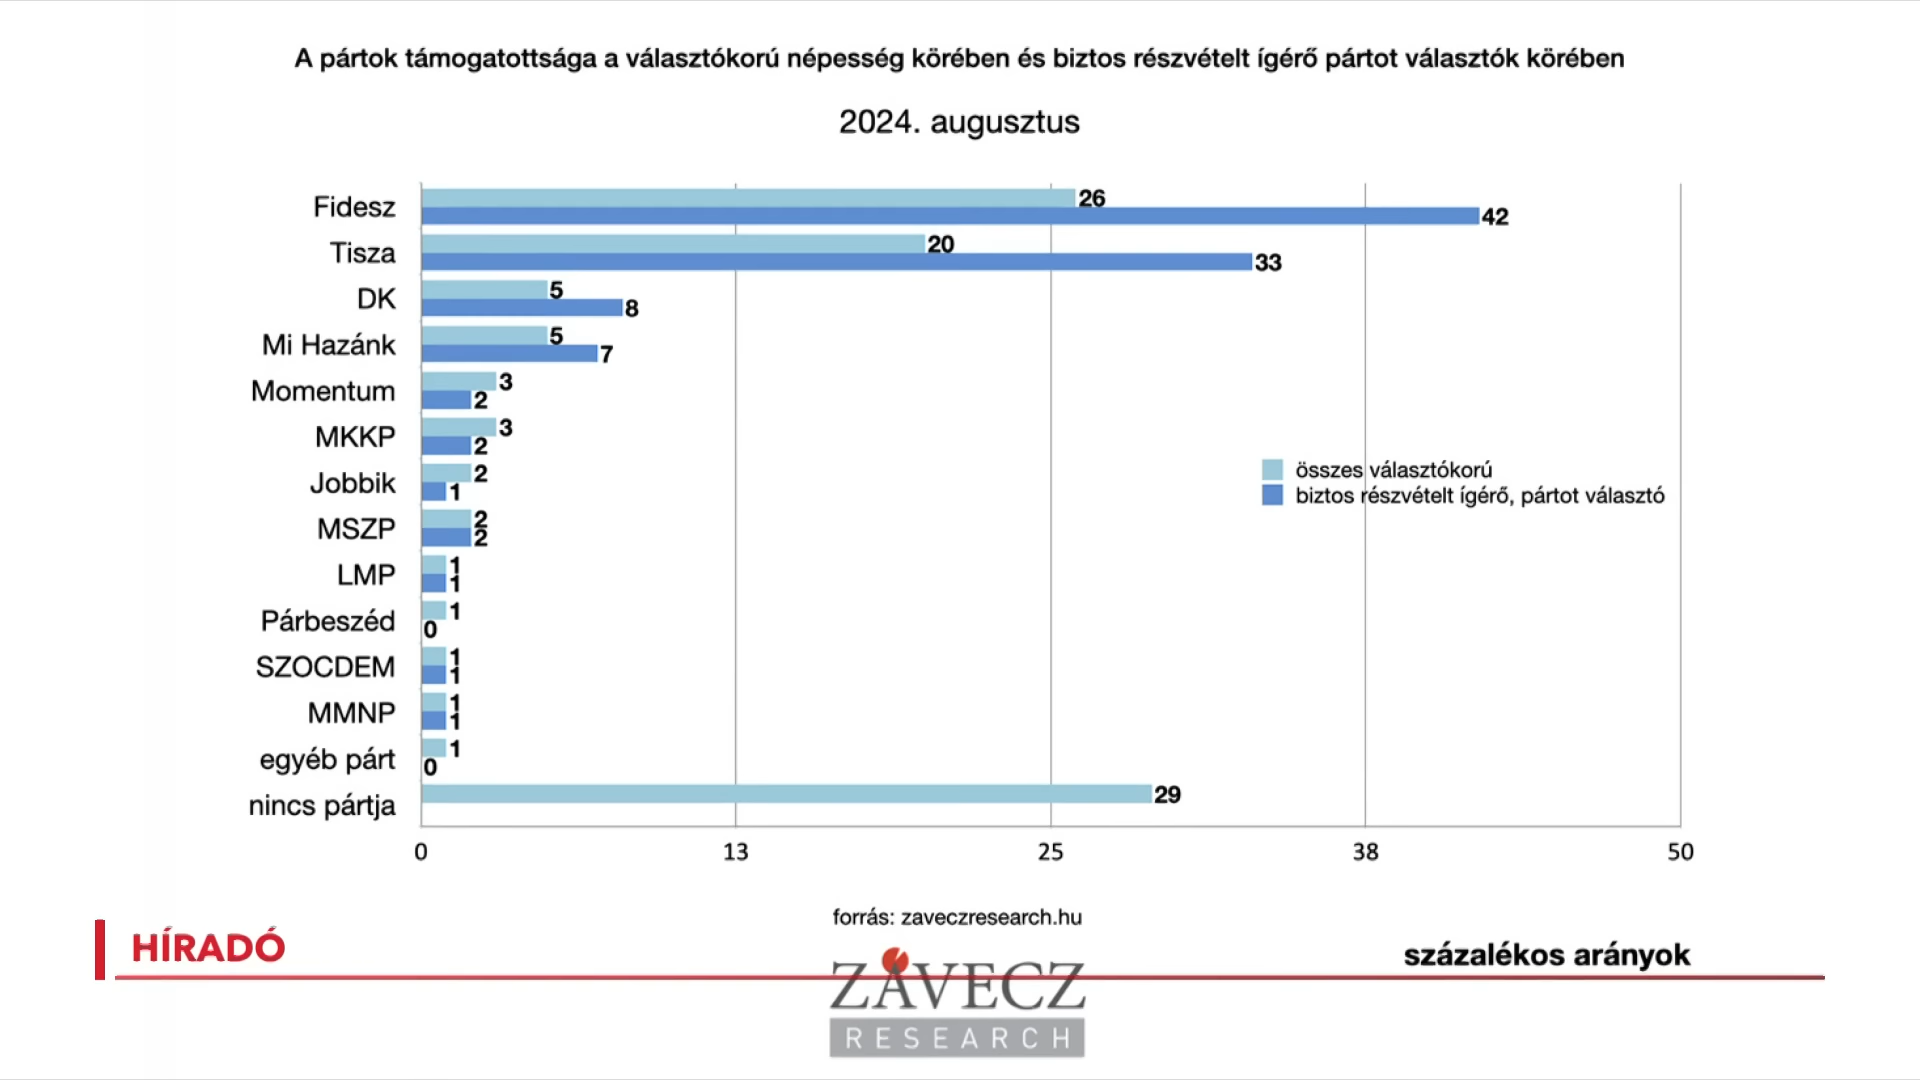 A pártok támogatottsága a választókorú népesség körében és biztos részvételt ígérő pártot választók körében
2024. augusztus
Fidesz 26
42
Tisza 20
33
DK 5
8
Mi Hazánk 5
7
Momentum 3
2
MKKP 3
2
Jobbik 2
1
MSZP 2
2
LMP 1
1
Párbeszéd 1
0
SZOCDEM 1
1
MMNP 1
1
egyéb párt 1
0
nincs pártja 29
összes választókorú
biztos részvételt ígérő, pártot választó
0 13 25 38 50
forrás: zaveczresearch.hu
HÍRADÓ
százalékos arányok
ZÁVECZ
RESEARCH